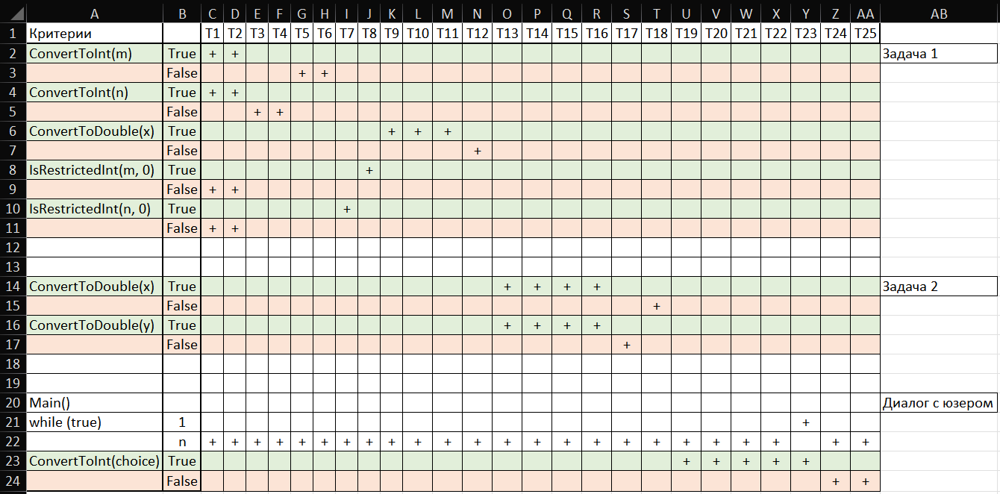 A B C D E F G H I J K L M N O P Q R S T U V W X Y Z AA AB
1 Критерии T1 T2 T3 T4 T5 T6 T7 T8 T9 T10 T11 T12 T13 T14 T15 T16 T17 T18 T19 T20 T21 T22 T23 T24 T25
2 ConvertToInt(m) True + + Задача 1
3 False + +
4 ConvertToInt(n) True + +
5 False + +
6 ConvertToDouble(x) True + + +
7 False +
8 IsRestrictedInt(m, 0) True +
9 False + +
10 IsRestrictedInt(n, 0) True +
11 False + +
12
13
14 ConvertToDouble(x) True + + + + Задача 2
15 False +
16 ConvertToDouble(y) True + + + +
17 False +
18
19
20 Main() Диалог с юзером
21 while (true) 1 +
22 n + + + + + + + + + + + + + + + + + + + + + + + +
23 ConvertToInt(choice) True + + + + +
24 False + +